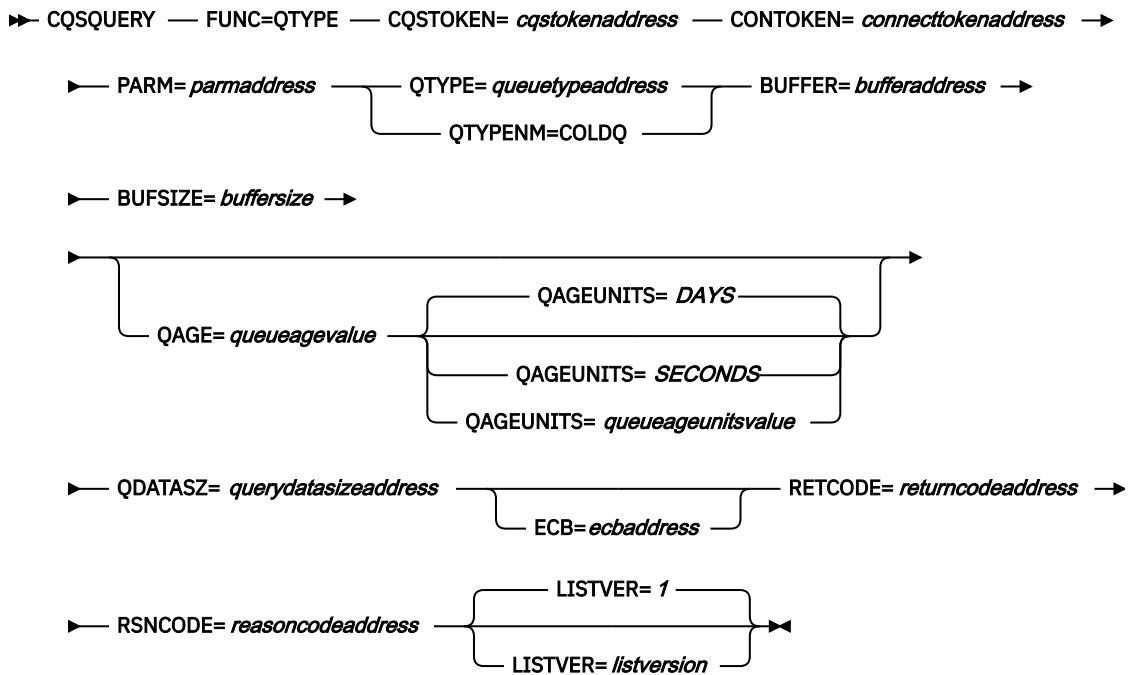 CQSQUERY FUNC=QTYPE CQSTOKEN= cqstokenaddress CONTOKEN= connecttokenaddress
PARM= parmaddress QTYPE= queuetypeaddress BUFFER= bufferaddress
QTYPENM=COLDQ
BUFSIZE= buffersize
QAGEUNITS= DAYS
QAGE= queueagevalue
QAGEUNITS= SECONDS
QAGEUNITS= queueageunitsvalue
QDATASZ= querydatasizeaddress RETCODE= returncodeaddress
ECB= ecbaddress
LISTVER= 1
RSNCODE= reasoncodeaddress
LISTVER= listversion